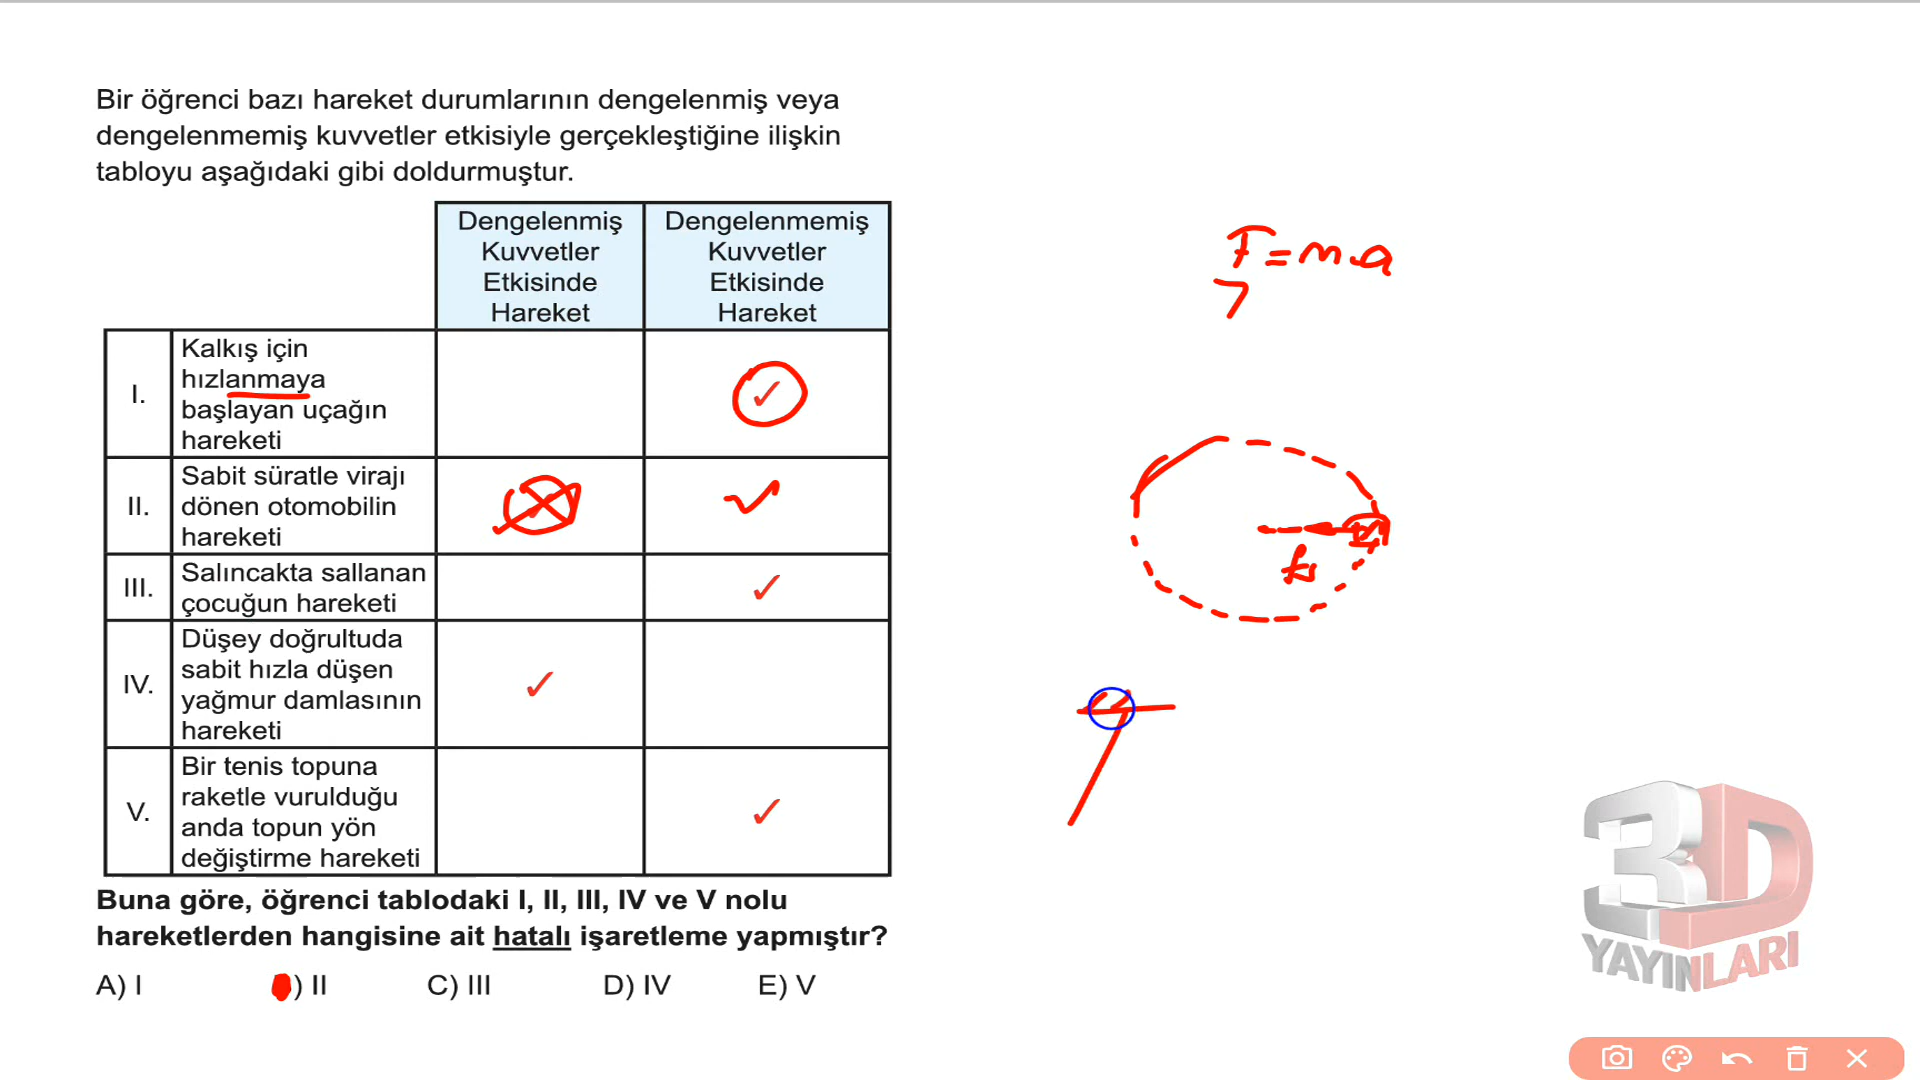 Bir öğrenci bazı hareket durumlarının dengelenmiş veya
dengelenmemiş kuvvetler etkisiyle gerçekleştiğine ilişkin
tabloyu aşağıdaki gibi doldurmuştur.
Dengelenmiş
Kuvvetler
Etkisinde
Hareket
Dengelenmemiş
Kuvvetler
Etkisinde
Hareket
I.
Kalkış için
hızlanmaya
başlayan uçağın
hareketi
✓
II.
Sabit süratle virajı
dönen otomobilin
hareketi
III.
Salıncakta sallanan
çocuğun hareketi
✓
IV.
Düşey doğrultuda
sabit hızla düşen
yağmur damlasının
hareketi
✓
V.
Bir tenis topuna
raketle vurulduğu
anda topun yön
değiştirme hareketi
✓
Buna göre, öğrenci tablodaki I, II, III, IV ve V nolu
hareketlerden hangisine ait hatalı işaretleme yapmıştır?
A) I ) II C) III D) IV E) V
F = m.a
3D
YAYINLARI